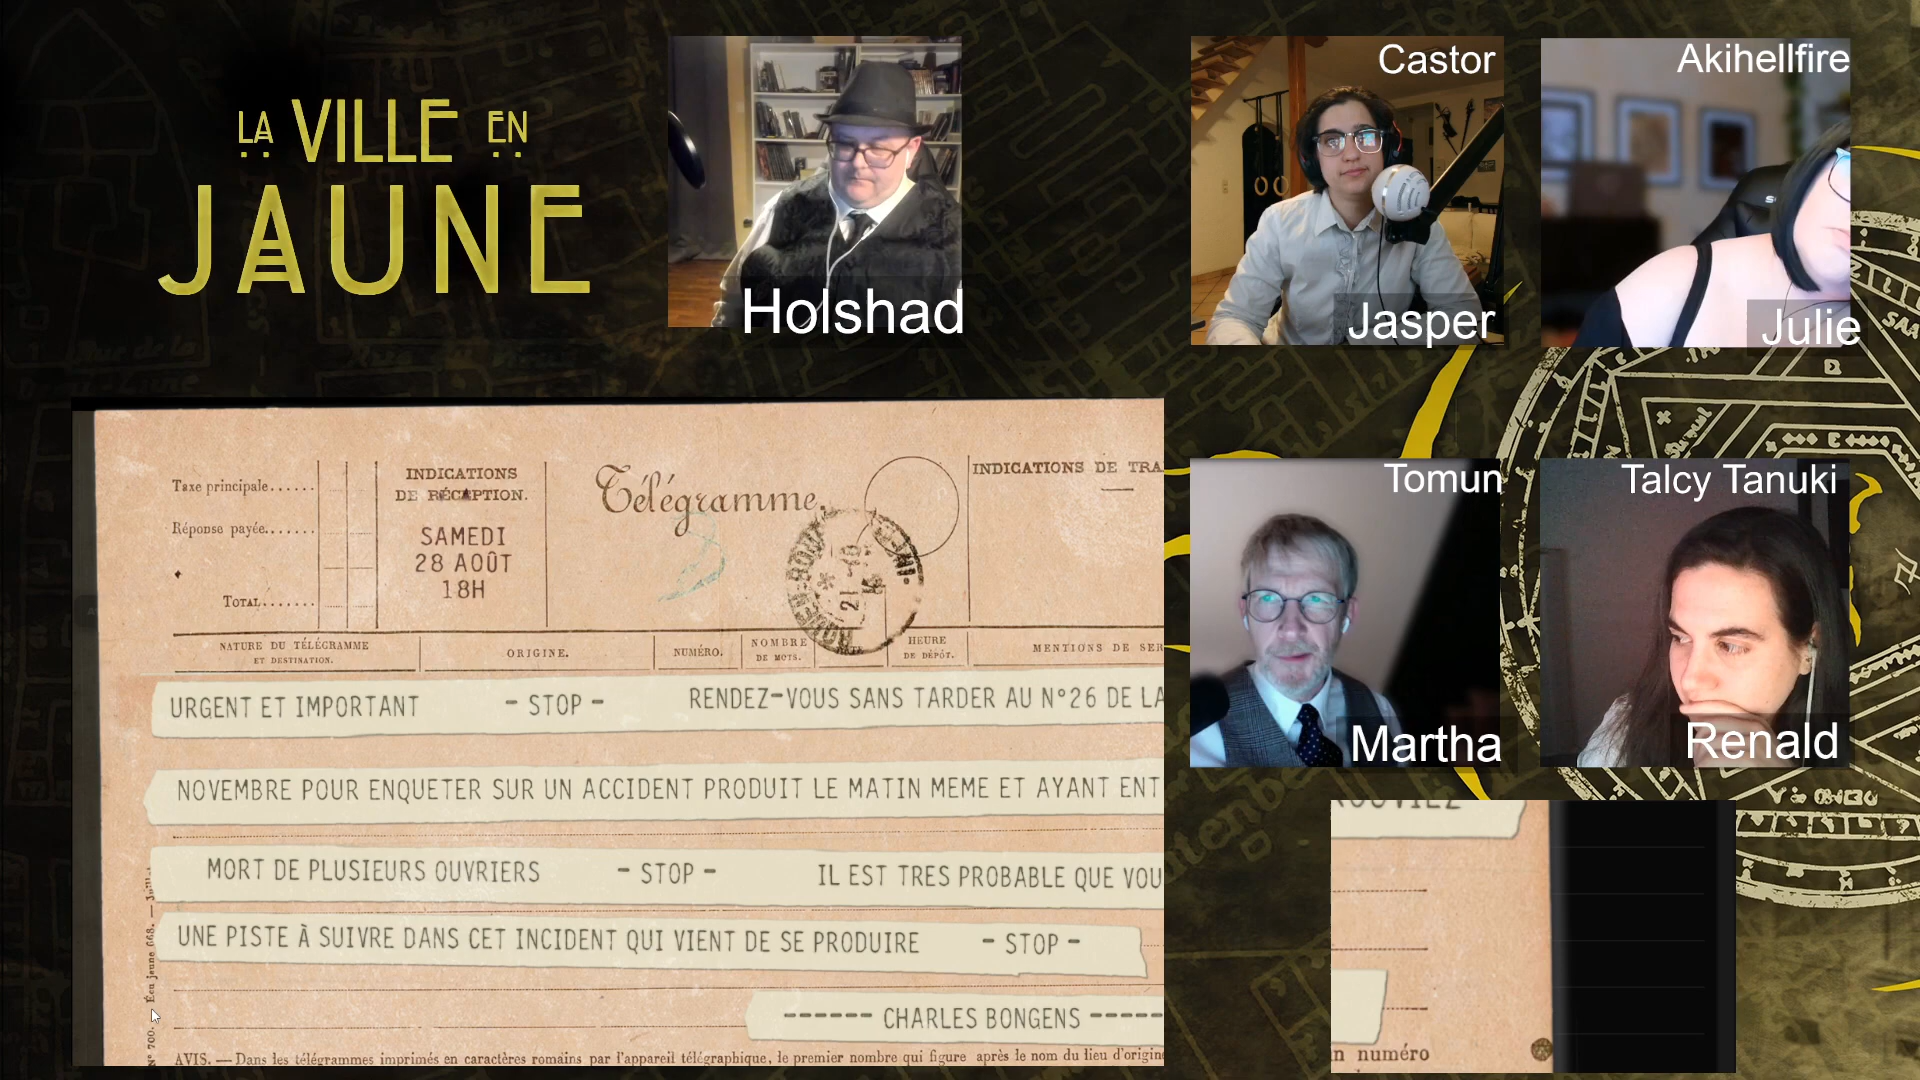 LA VILLE EN
JAUNE
Holshad
Castor
Jasper
Akihellfire
Julie
Tomun
Martha
Talcy Tanuki
Renald
Taxe principale......
Réponse payée.......
TOTAL.......
INDICATIONS
DE RÉCEPTION.
SAMEDI
28 AOÛT
18H
Télégramme.
INDICATIONS DE TRA
NATURE DU TÉLÉGRAMME
ET DESTINATION.
ORIGINE.
NUMÉRO.
NOMBRE
DE MOTS.
HEURE
DE DÉPÔT.
MENTIONS DE SER
URGENT ET IMPORTANT - STOP - RENDEZ-VOUS SANS TARDER AU N°26 DE LA
NOVEMBRE POUR ENQUETER SUR UN ACCIDENT PRODUIT LE MATIN MEME ET AYANT ENT
MORT DE PLUSIEURS OUVRIERS - STOP - IL EST TRES PROBABLE QUE VOU
UNE PISTE À SUIVRE DANS CET INCIDENT QUI VIENT DE SE PRODUIRE - STOP -
------ CHARLES BONGENS -----
AVIS. — Dans les télégrammes imprimés en caractères romains par l'appareil télégraphique, le premier nombre qui figure après le nom du lieu d'origine
N° 700. — Écu jaune 668. —
n numéro